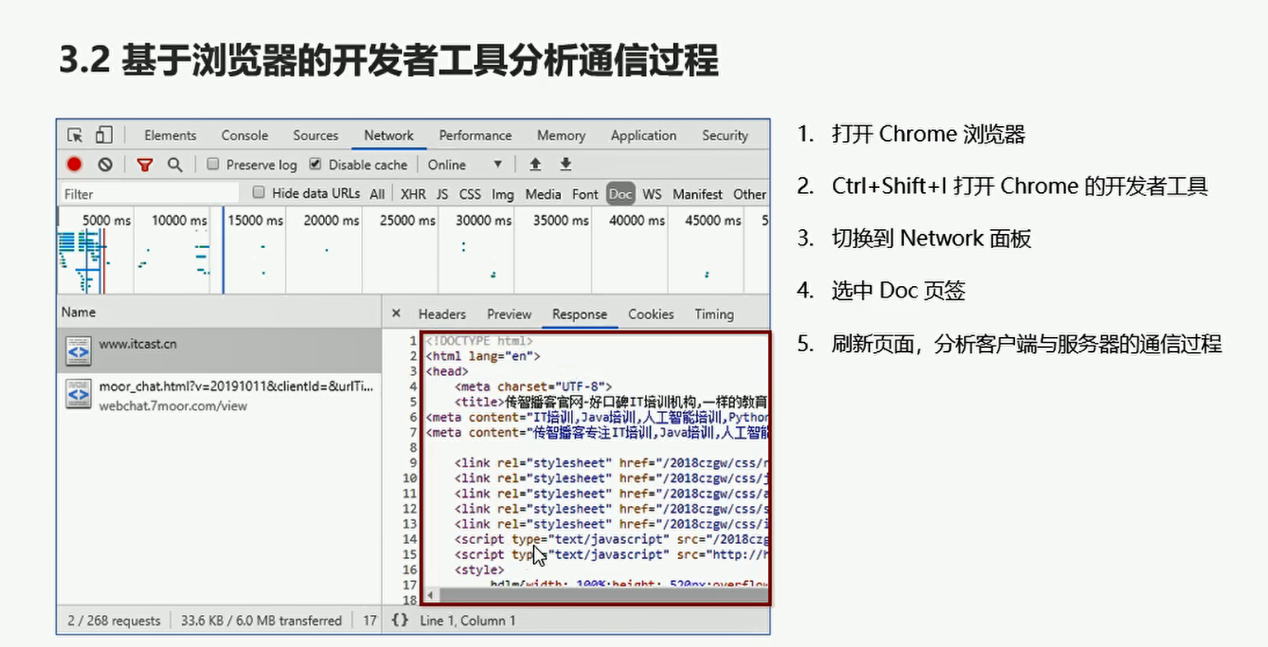 3.2 基于浏览器的开发者工具分析通信过程
Elements Console Sources Network Performance Memory Application Security
Preserve log Disable cache Online
Filter Hide data URLs All XHR JS CSS Img Media Font Doc WS Manifest Other
5000 ms 10000 ms 15000 ms 20000 ms 25000 ms 30000 ms 35000 ms 40000 ms 45000 ms 5
Name
www.itcast.cn
moor_chat.html?v=20191011&clientId=&urlTi...
webchat.7moor.com/view
2 / 268 requests 33.6 KB / 6.0 MB transferred 17
× Headers Preview Response Cookies Timing
1 <!DOCTYPE html>
2 <html lang="en">
3 <head>
4 <meta charset="UTF-8">
5 <title>传智播客官网-好口碑IT培训机构,一样的教育
6 <meta content="IT培训,Java培训,人工智能培训,Python
7 <meta content="传智播客专注IT培训,Java培训,人工智能
8
9 <link rel="stylesheet" href="/2018czgw/css/
10 <link rel="stylesheet" href="/2018czgw/css/
11 <link rel="stylesheet" href="/2018czgw/css/
12 <link rel="stylesheet" href="/2018czgw/css/
13 <link rel="stylesheet" href="/2018czgw/css/
14 <script type="text/javascript" src="/2018czg
15 <script type="text/javascript" src="http://h
16 <style>
17
18
{} Line 1, Column 1
1. 打开 Chrome 浏览器
2. Ctrl+Shift+I 打开 Chrome 的开发者工具
3. 切换到 Network 面板
4. 选中 Doc 页签
5. 刷新页面，分析客户端与服务器的通信过程